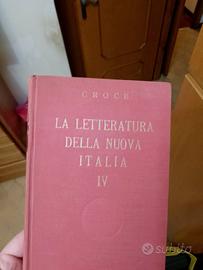 CROCE
LA LETTERATURA
DELLA NUOVA
ITALIA
IV
subito